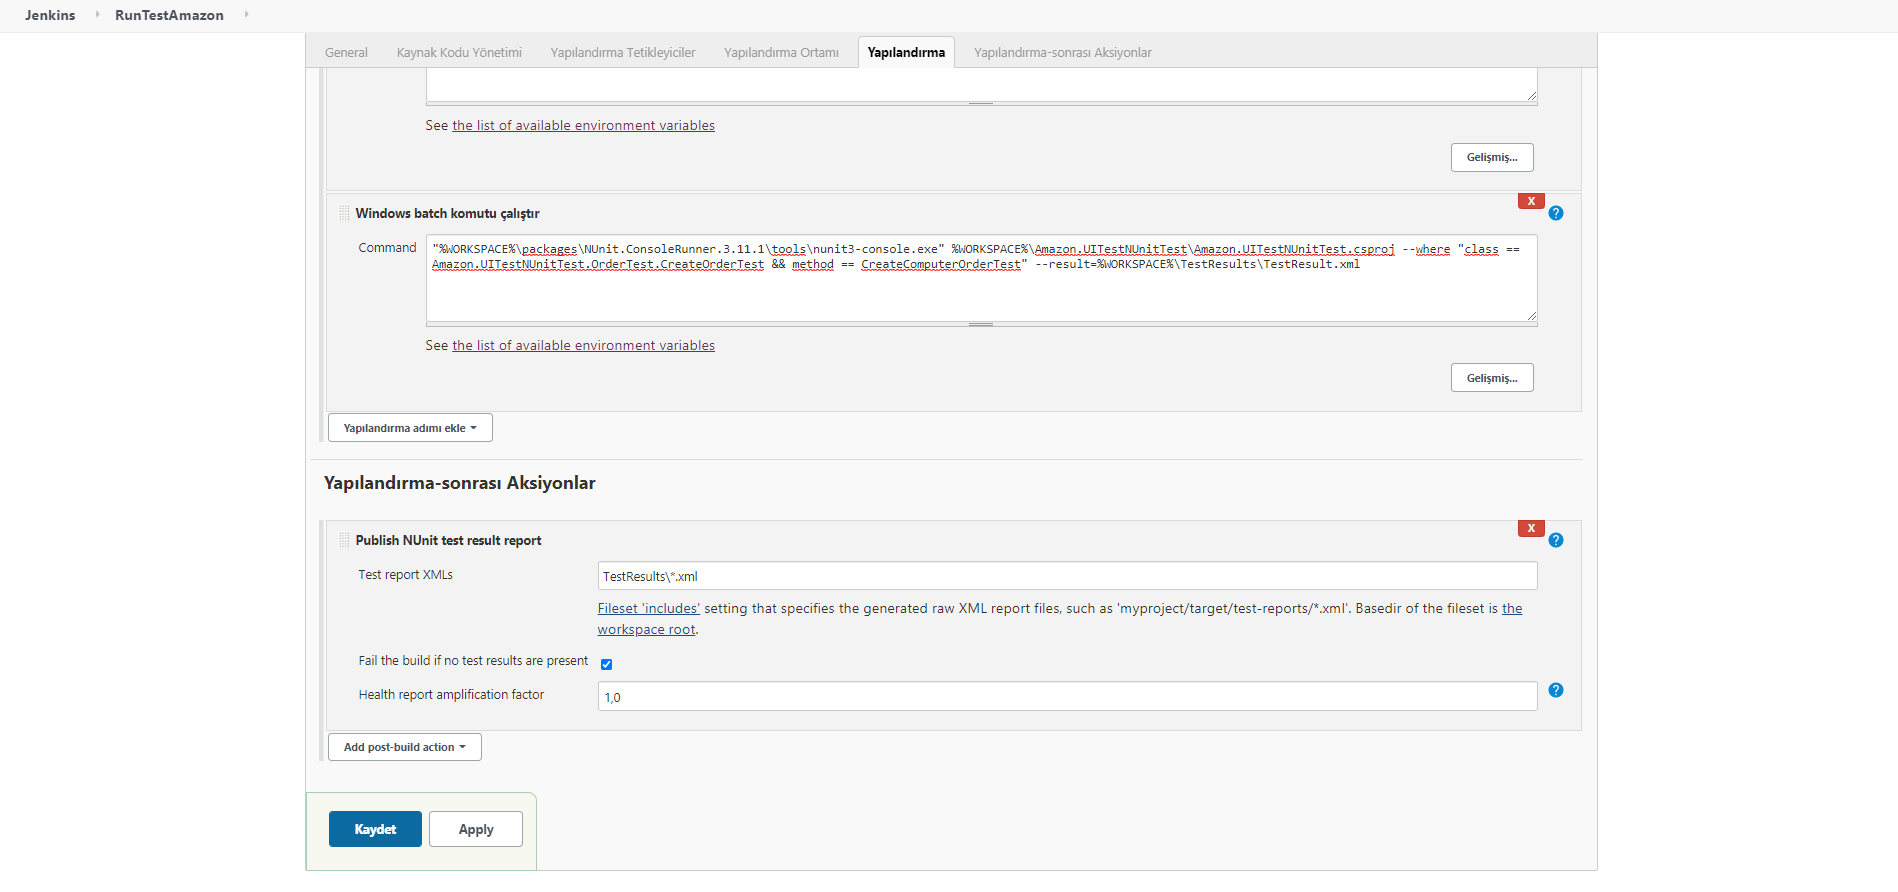 Jenkins RunTestAmazon
General Kaynak Kodu Yönetimi Yapılandırma Tetikleyiciler Yapılandırma Ortamı Yapılandırma Yapılandırma-sonrası Aksiyonlar
See the list of available environment variables
Gelişmiş...
X
Windows batch komutu çalıştır ?
Command "%WORKSPACE%\packages\NUnit.ConsoleRunner.3.11.1\tools\nunit3-console.exe" %WORKSPACE%\Amazon.UITestNUnitTest\Amazon.UITestNUnitTest.csproj --where "class ==
Amazon.UITestNUnitTest.OrderTest.CreateOrderTest && method == CreateComputerOrderTest" --result=%WORKSPACE%\TestResults\TestResult.xml
See the list of available environment variables
Gelişmiş...
Yapılandırma adımı ekle
Yapılandırma-sonrası Aksiyonlar
X
Publish NUnit test result report ?
Test report XMLs TestResults\*.xml
Fileset 'includes' setting that specifies the generated raw XML report files, such as 'myproject/target/test-reports/*.xml'. Basedir of the fileset is the
workspace root.
Fail the build if no test results are present
Health report amplification factor 1,0 ?
Add post-build action
Kaydet Apply